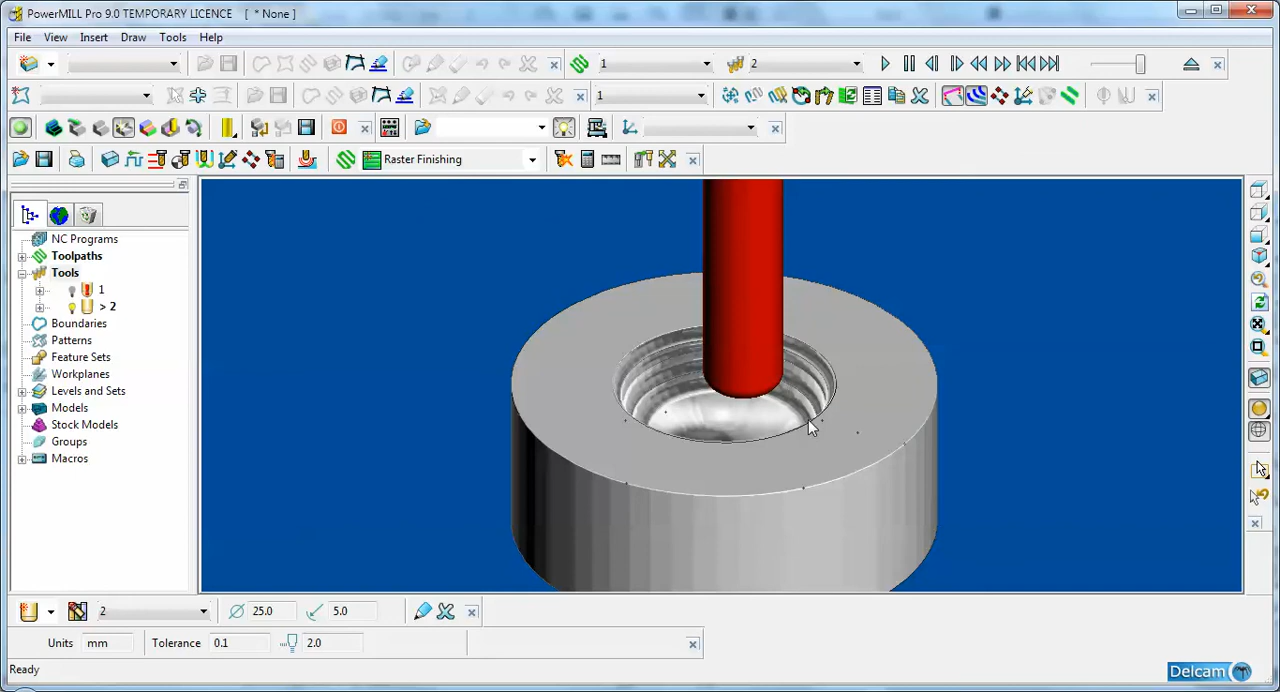 PowerMILL Pro 9.0 TEMPORARY LICENCE [ * None ]
File View Insert Draw Tools Help
1 2
1
Raster Finishing
NC Programs
Toolpaths
Tools
1
> 2
Boundaries
Patterns
Feature Sets
Workplanes
Levels and Sets
Models
Stock Models
Groups
Macros
2 25.0 5.0
Units mm Tolerance 0.1 2.0
Ready
Delcam